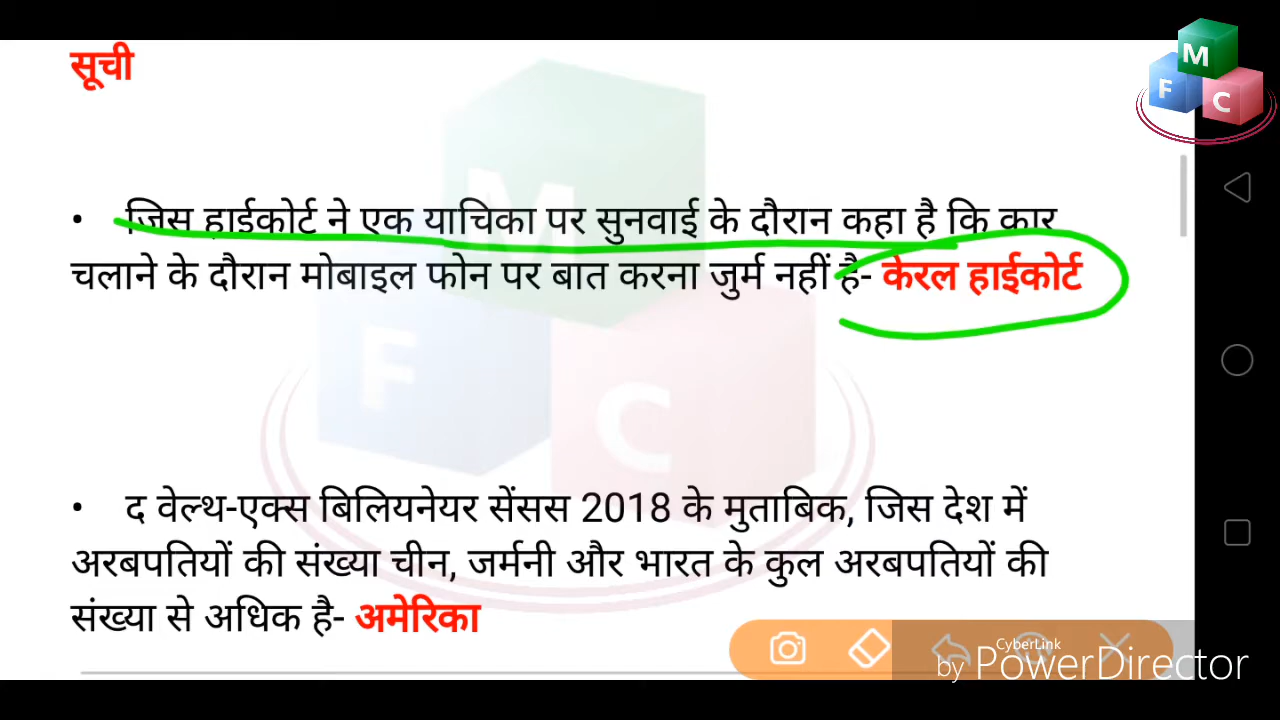 सूची
M
F
C
• जिस हाईकोर्ट ने एक याचिका पर सुनवाई के दौरान कहा है कि कार
चलाने के दौरान मोबाइल फोन पर बात करना जुर्म नहीं है- केरल हाईकोर्ट
M
F
C
• द वेल्थ-एक्स बिलियनेयर सेंसस 2018 के मुताबिक, जिस देश में
अरबपतियों की संख्या चीन, जर्मनी और भारत के कुल अरबपतियों की
संख्या से अधिक है- अमेरिका
CyberLink
by PowerDirector